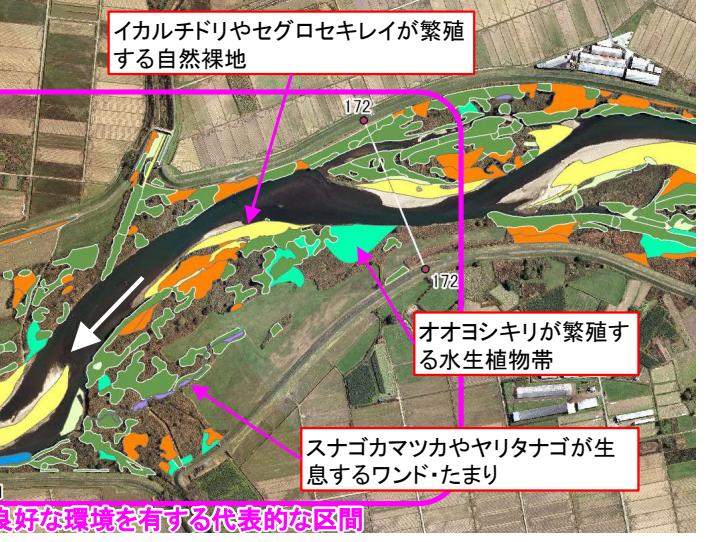 イカルチドリやセグロセキレイが繁殖
する自然裸地
172
172
オオヨシキリが繁殖す
る水生植物帯
スナゴカマツカやヤリタナゴが生
息するワンド・たまり
良好な環境を有する代表的な区間